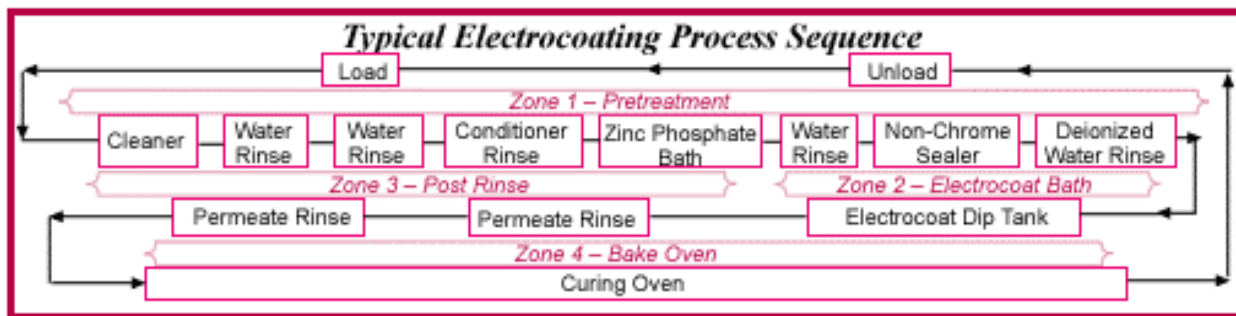 Typical Electrocoating Process Sequence
Load
Unload
Zone 1 – Pretreatment
Cleaner
Water
Rinse
Water
Rinse
Conditioner
Rinse
Zinc Phosphate
Bath
Water
Rinse
Non-Chrome
Sealer
Deionized
Water Rinse
Zone 3 – Post Rinse
Zone 2 – Electrocoat Bath
Permeate Rinse
Permeate Rinse
Electrocoat Dip Tank
Zone 4 – Bake Oven
Curing Oven